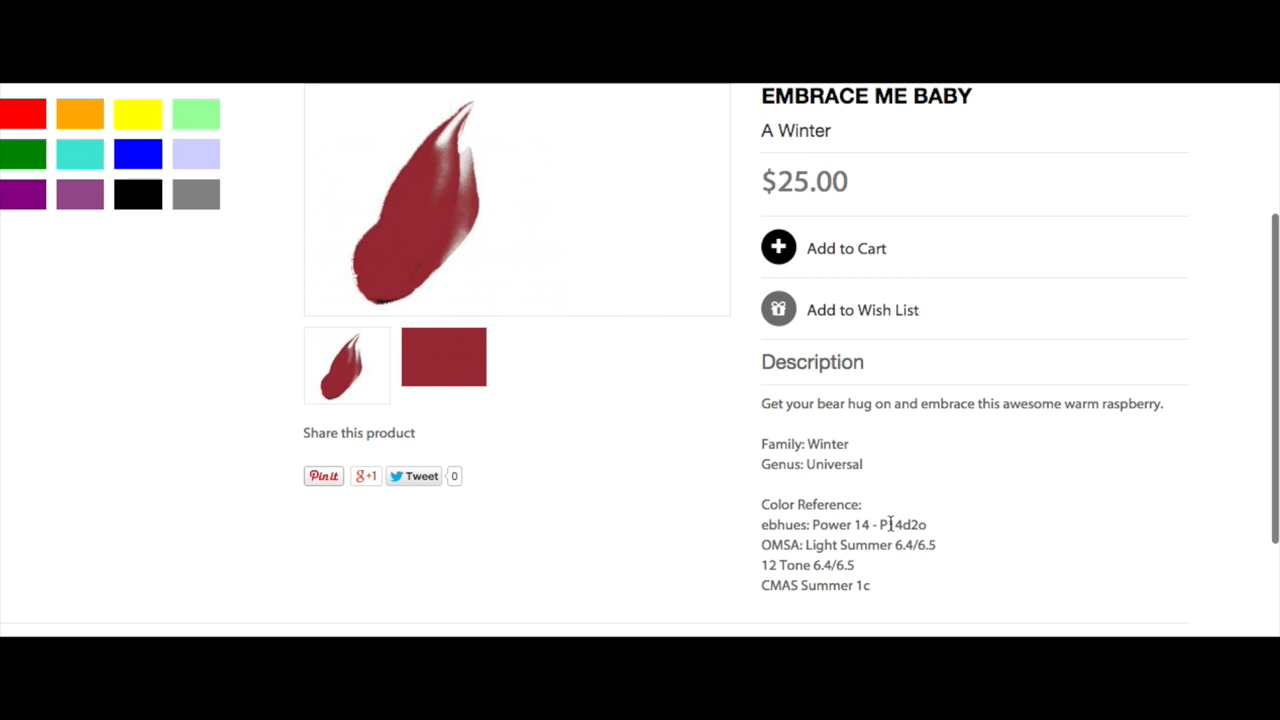 EMBRACE ME BABY
A Winter
$25.00
Add to Cart
Add to Wish List
Description
Get your bear hug on and embrace this awesome warm raspberry.
Family: Winter
Genus: Universal
Color Reference:
ebhues: Power 14 - P14d2o
OMSA: Light Summer 6.4/6.5
12 Tone 6.4/6.5
CMAS Summer 1c
Share this product
Pin it
g+1
Tweet
0